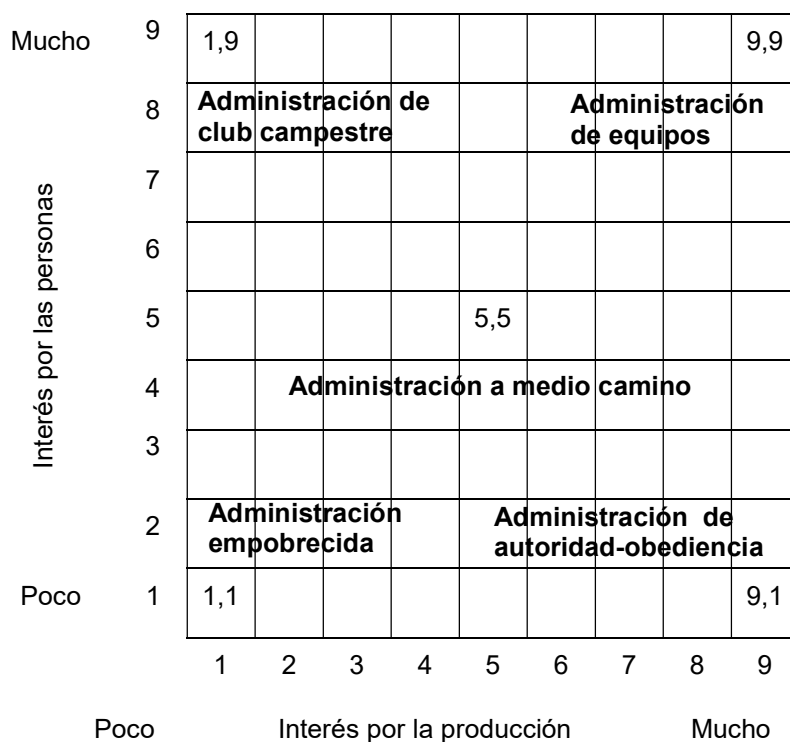 Mucho 9 1,9 9,9
8 Administración de Administración
club campestre de equipos
7
6
5 5,5
4 Administración a medio camino
3
2 Administración Administración de
empobrecida autoridad-obediencia
Poco 1 1,1 9,1
Interés por las personas
1 2 3 4 5 6 7 8 9
Poco Interés por la producción Mucho